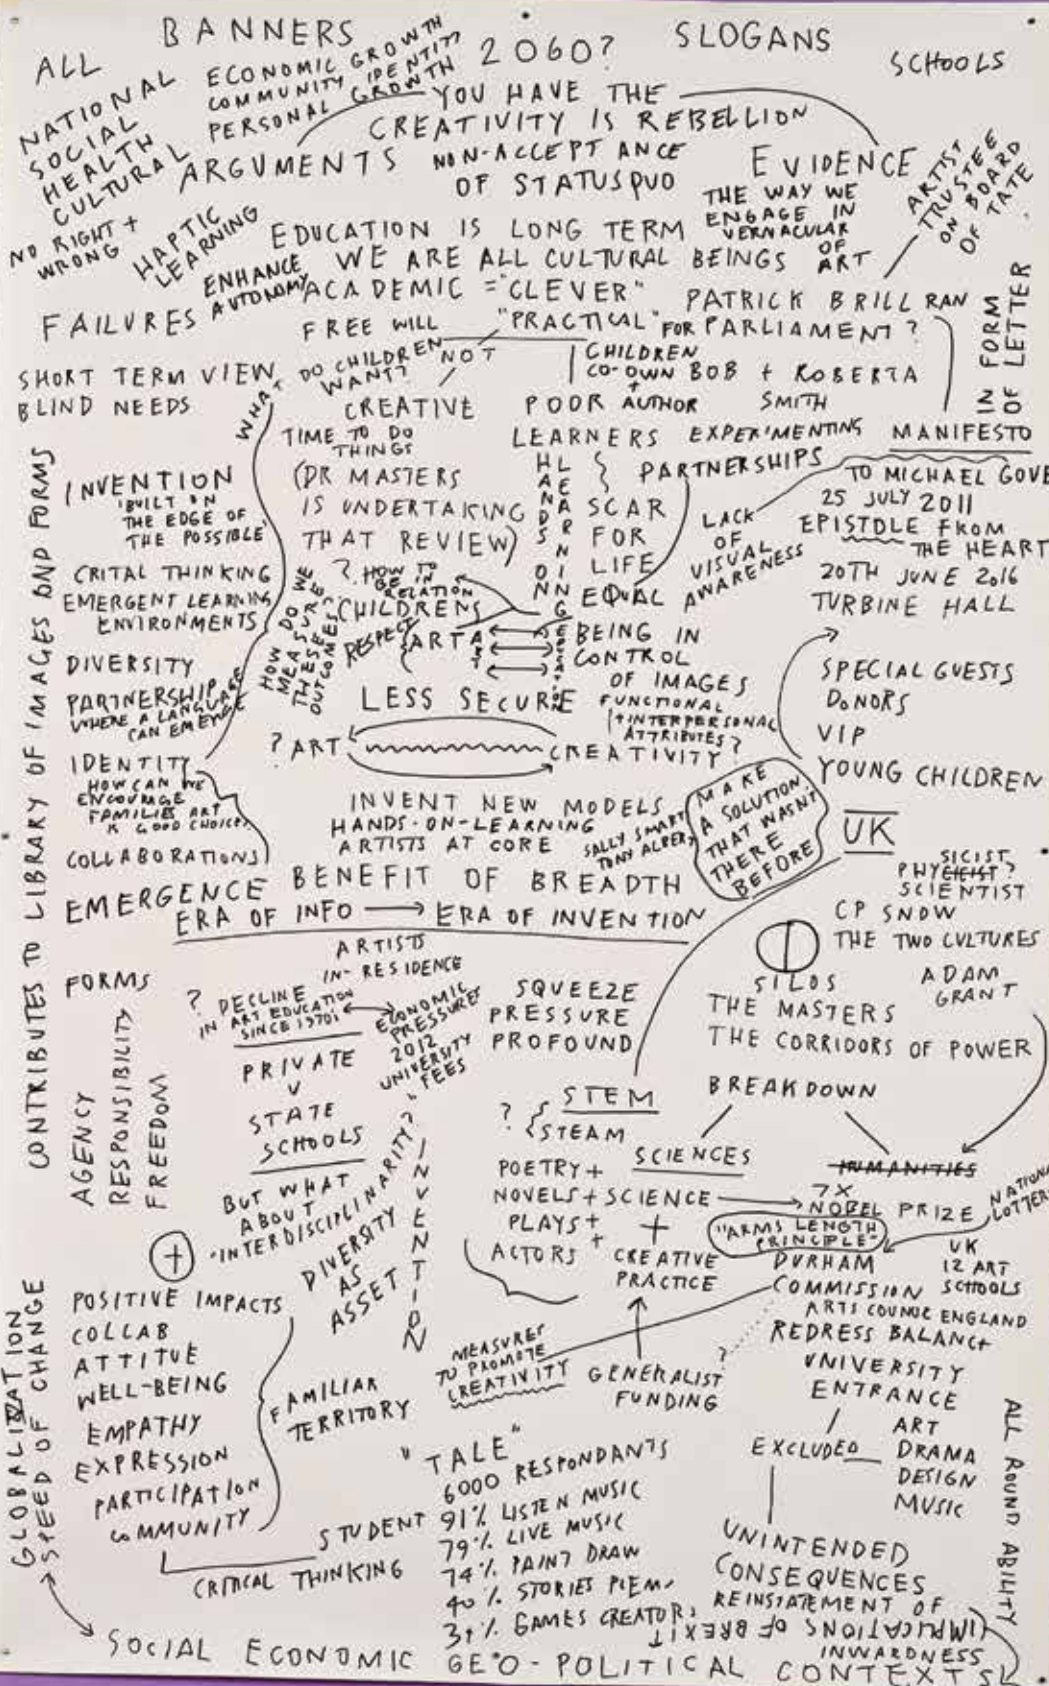 BANNERS
SLOGANS
ALL
ECONOMIC GROWTH
COMMUNITY IDENTITY
PERSONAL GROWTH
2060?
SCHOOLS
NATIONAL
SOCIAL
HEALTH
CULTURAL
YOU HAVE THE
CREATIVITY IS REBELLION
ARGUMENTS
NON-ACCEPTANCE
OF STATUS PUO
EVIDENCE
ARTIST
TRUSTEE
ON BOARD
OF TATE
THE WAY WE
ENGAGE IN
VERNACULAR
OF
ART
NO RIGHT +
WRONG
HAPTIC
LEARNING
EDUCATION IS LONG TERM
WE ARE ALL CULTURAL BEINGS
ENHANCE
AUTONOMY
ACADEMIC = "CLEVER"
FAILURES
PATRICK BRILL RAN
FOR PARLIAMENT?
IN FORM
OF LETTER
FREE WILL
"PRACTICAL"
NOT
WHAT DO CHILDREN
WANT?
CHILDREN
CO-OWN
+
AUTHOR
BOB + ROBERTA
SMITH
SHORT TERM VIEW
BLIND NEEDS
CREATIVE
POOR
LEARNERS
EXPERIMENTING
MANIFESTO
TIME TO DO
THINGS
(DR MASTERS
IS UNDERTAKING
THAT REVIEW)
HANDS ON
LEARNING
SCAR
FOR
LIFE
PARTNERSHIPS
TO MICHAEL GOVE
25 JULY 2011
EPISTOLE FROM
THE HEART
20TH JUNE 2016
TURBINE HALL
LACK
OF
VISUAL
AWARENESS
INVENTION
BUILT ON
THE EDGE OF
THE POSSIBLE
CRITAL THINKING
EMERGENT LEARNING
ENVIRONMENTS
DIVERSITY
PARTNERSHIP
WHERE A LANGUAGE
CAN EMERGE
IDENTITY
HOW CAN WE
ENCOURAGE
FAMILIES ART
IS GOOD CHOICE?
COLLABORATIONS
CONTRIBUTES TO LIBRARY OF IMAGES AND FORMS
HOW DO WE
MEASURE
THESE
OUTCOMES?
? HOW TO
BE IN
RELATION
CHILDRENS
RESPECT
ART
ART
EQUAL
BEING IN
CONTROL
OF IMAGES
FUNCTIONAL
+ INTERPERSONAL
ATTRIBUTES?
LESS SECURE
? ART
CREATIVITY
SPECIAL GUESTS
DONORS
VIP
YOUNG CHILDREN
INVENT NEW MODELS
HANDS-ON-LEARNING
ARTISTS AT CORE
SALLY SMART
MAKE
A SOLUTION
THAT WASN'T
THERE
BEFORE
UK
BENEFIT OF BREADTH
EMERGENCE
ERA OF INFO → ERA OF INVENTION
SICIST
PHYSICIST?
SCIENTIST
CP SNOW
THE TWO CULTURES
SILOS
ADAM
GRANT
THE MASTERS
THE CORRIDORS OF POWER
FORMS
ARTISTS
IN-RESIDENCE
? DECLINE
IN ART EDUCATION
SINCE 1970s
ECONOMIC
PRESSURES
2012
UNIVERSITY
FEES
SQUEEZE
PRESSURE
PROFOUND
PRIVATE
V
STATE
SCHOOLS
AGENCY
RESPONSIBILITY
FREEDOM
BUT WHAT
ABOUT
"INTERDISCIPLINARITY?"
DIVERSITY
AS
ASSET
INVENTION
BREAKDOWN
STEM
? { STEAM
SCIENCES
HUMANITIES
POETRY +
NOVELS +
PLAYS +
ACTORS +
SCIENCE
+
CREATIVE
PRACTICE
7X
NOBEL PRIZE
NATIONAL
LOTTERY
"ARMS LENGTH
PRINCIPLE"
DURHAM
COMMISSION
UK
12 ART
SCHOOLS
ARTS COUNCIL ENGLAND
REDRESS BALANCE
UNIVERSITY
ENTRANCE
EXCLUDED
ART
DRAMA
DESIGN
MUSIC
+
POSITIVE IMPACTS
COLLAB
ATTITUE
WELL-BEING
EMPATHY
EXPRESSION
PARTICIPATION
COMMUNITY
GLOBALIZATION
SPEED OF CHANGE
FAMILIAR
TERRITORY
MEASURES
TO PROMOTE
CREATIVITY
GENERALIST
FUNDING
?
"TALE"
6000 RESPONDANTS
91% LISTEN MUSIC
79% LIVE MUSIC
74% PAINT DRAW
40% STORIES
GAMES CREATORS
STUDENT
CRITICAL THINKING
UNINTENDED
CONSEQUENCES
REINSTATEMENT OF
IMPLICATIONS OF BREXIT
INWARDNESS
ALL ROUND ABILITY
SOCIAL ECONOMIC GEO-POLITICAL CONTEXTS